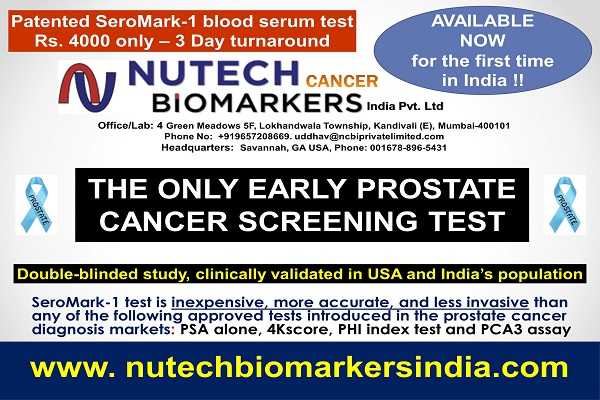 Patented SeroMark-1 blood serum test
Rs. 4000 only – 3 Day turnaround
AVAILABLE
NOW
for the first time
in India !!
NUTECH CANCER
BIOMARKERS India Pvt. Ltd
Office/Lab: 4 Green Meadows 5F, Lokhandwala Township, Kandivali (E), Mumbai-400101
Phone No: +919657208669. uddhav@ncbiprivatelimited.com
Headquarters: Savannah, GA USA, Phone: 001678-896-5431
PROSTATE
THE ONLY EARLY PROSTATE
CANCER SCREENING TEST
PROSTATE
Double-blinded study, clinically validated in USA and India's population
SeroMark-1 test is inexpensive, more accurate, and less invasive than
any of the following approved tests introduced in the prostate cancer
diagnosis markets: PSA alone, 4Kscore, PHI index test and PCA3 assay
www. nutechbiomarkersindia.com